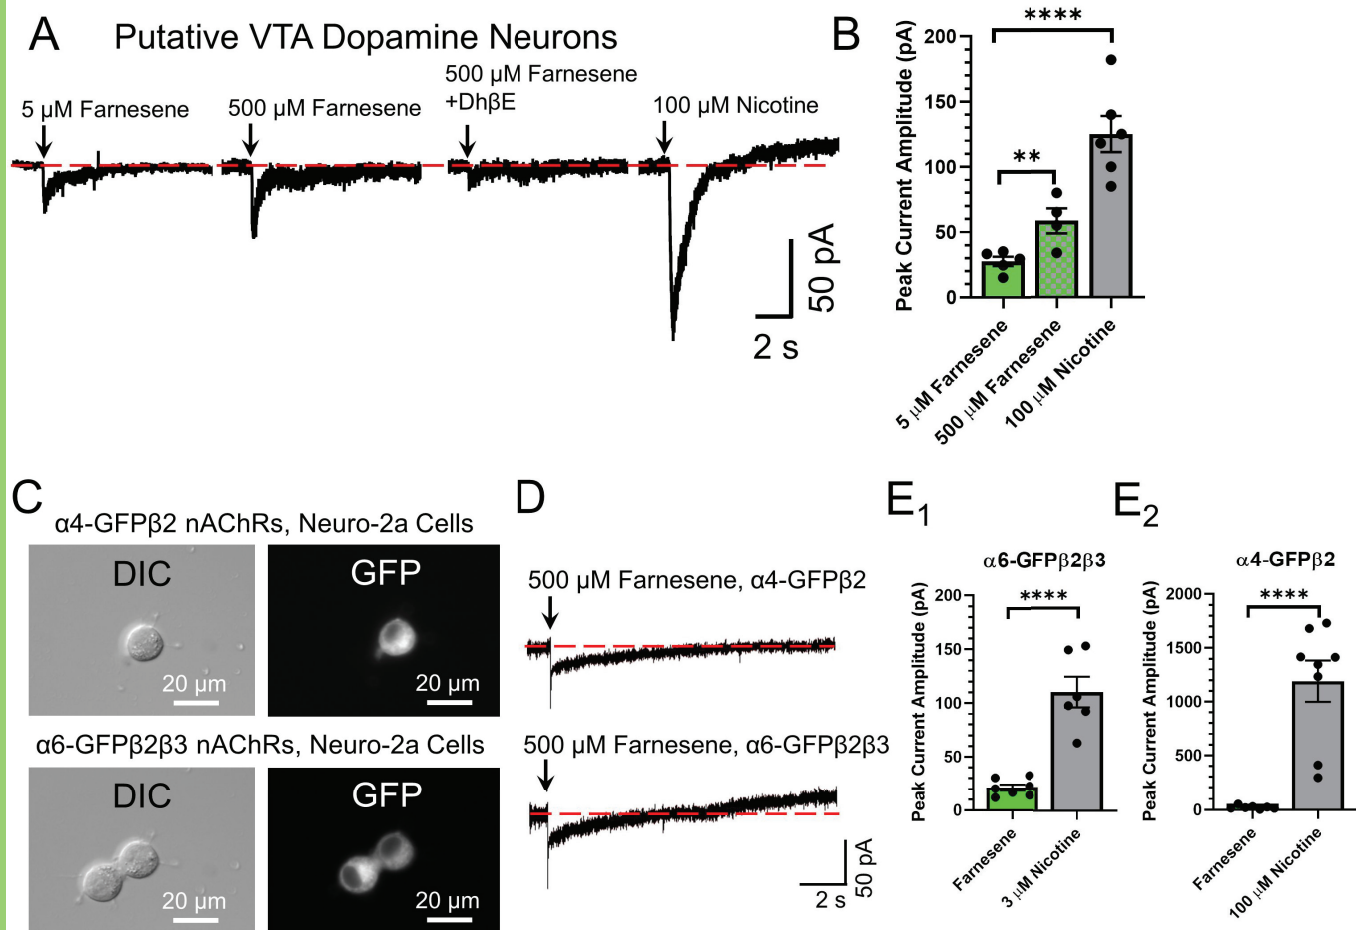 A
Putative VTA Dopamine Neurons
5 µM Farnesene
500 µM Farnesene
500 µM Farnesene
+DhβE
100 µM Nicotine
50 pA
2 s
B
****
**
Peak Current Amplitude (pA)
200
150
100
50
0
5 µM Farnesene
500 µM Farnesene
100 µM Nicotine
C
α4-GFPβ2 nAChRs, Neuro-2a Cells
DIC
20 µm
GFP
20 µm
α6-GFPβ2β3 nAChRs, Neuro-2a Cells
DIC
20 µm
GFP
20 µm
D
500 µM Farnesene, α4-GFPβ2
500 µM Farnesene, α6-GFPβ2β3
50 pA
2 s
E1
α6-GFPβ2β3
****
Peak Current Amplitude (pA)
200
150
100
50
0
Farnesene
3 µM Nicotine
E2
α4-GFPβ2
****
Peak Current Amplitude (pA)
2000
1500
1000
500
0
Farnesene
100 µM Nicotine